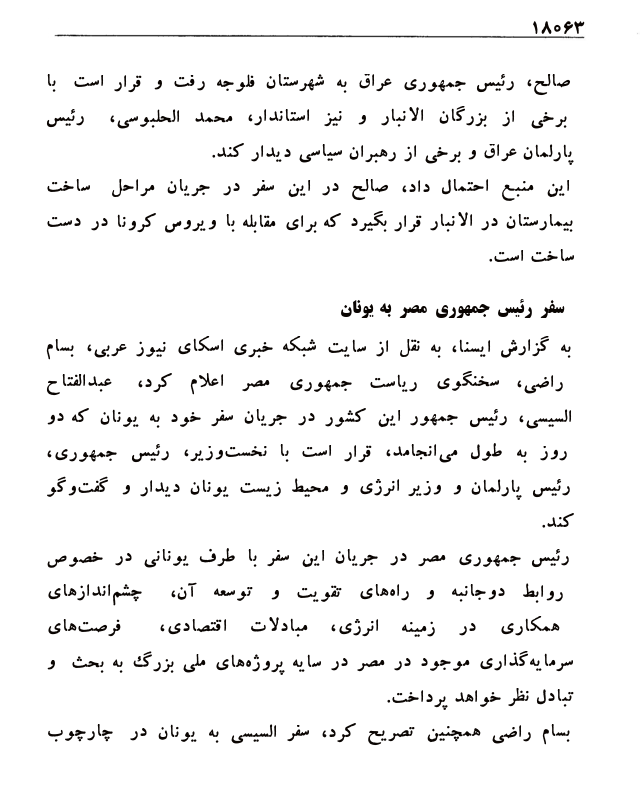 ۱۸۰۶۳
صالح، رئیس جمهوری عراق به شهرستان فلوجه رفت و قرار است با
برخی از بزرگان الانبار و نیز استاندار، محمد الحلبوسی، رئیس
پارلمان عراق و برخی از رهبران سیاسی دیدار کند.
این منبع احتمال داد، صالح در این سفر در جریان مراحل ساخت
بیمارستان در الانبار قرار بگیرد که برای مقابله با ویروس کرونا در دست
ساخت است.
سفر رئیس جمهوری مصر به یونان
به گزارش ایسنا، به نقل از سایت شبکه خبری اسکای نیوز عربی، بسام
راضی، سخنگوی ریاست جمهوری مصر اعلام کرد، عبدالفتاح
السیسی، رئیس جمهور این کشور در جریان سفر خود به یونان که دو
روز به طول می‌انجامد، قرار است با نخست‌وزیر، رئیس جمهوری،
رئیس پارلمان و وزیر انرژی و محیط زیست یونان دیدار و گفت‌وگو
کند.
رئیس جمهوری مصر در جریان این سفر با طرف یونانی در خصوص
روابط دوجانبه و راه‌های تقویت و توسعه آن، چشم‌اندازهای
همکاری در زمینه انرژی، مبادلات اقتصادی، فرصت‌های
سرمایه‌گذاری موجود در مصر در سایه پروژه‌های ملی بزرگ به بحث و
تبادل نظر خواهد پرداخت.
بسام راضی همچنین تصریح کرد، سفر السیسی به یونان در چارچوب